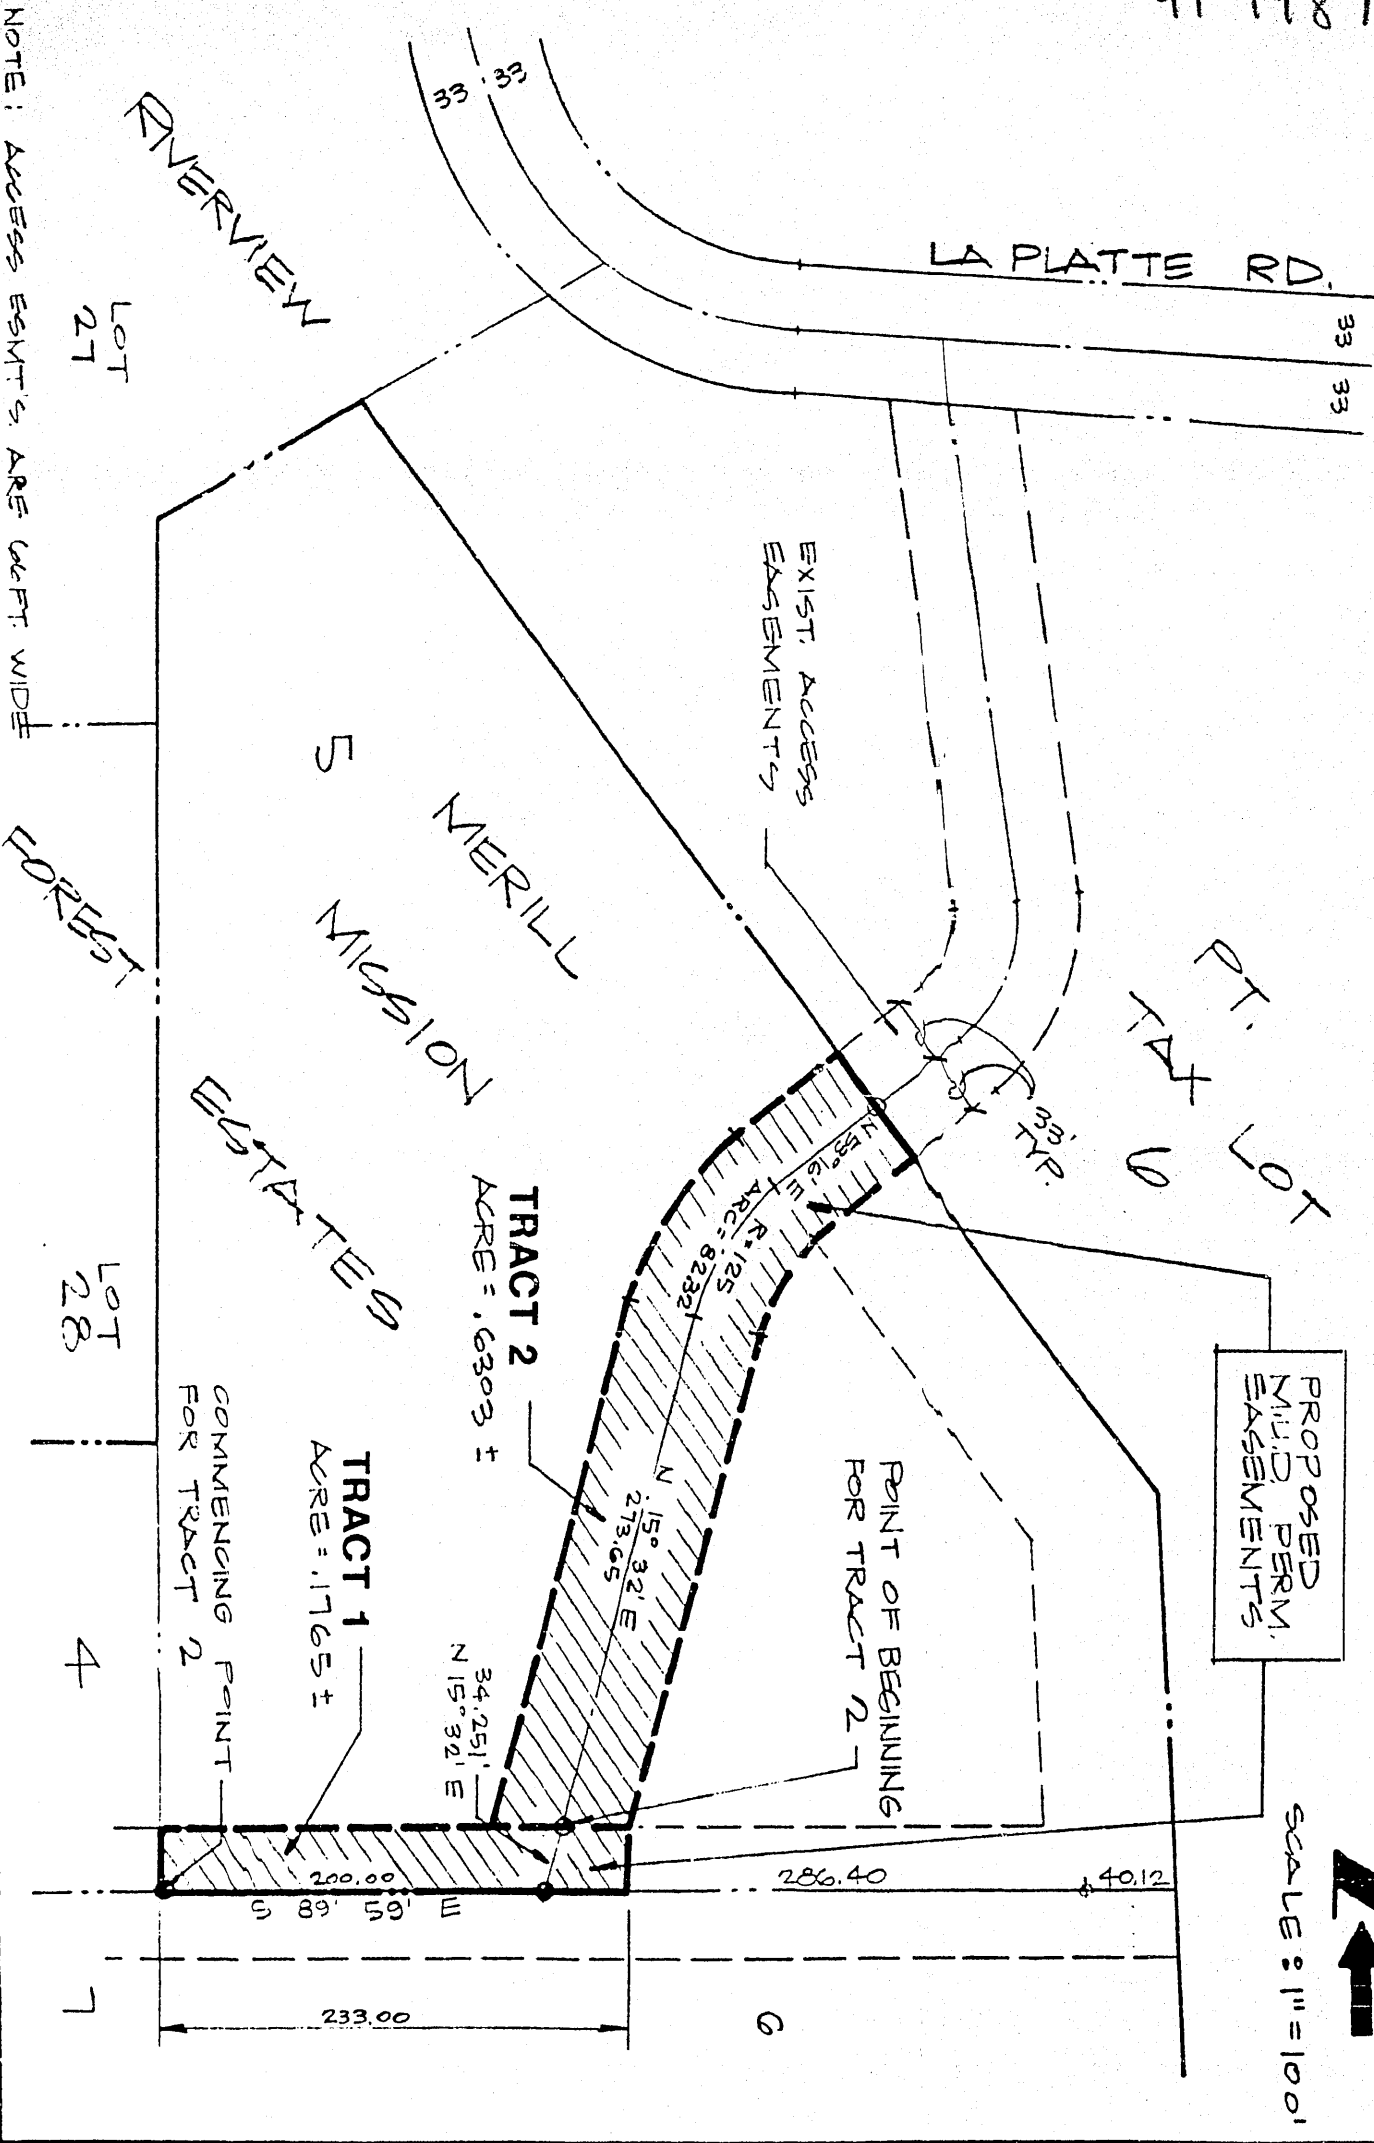 LA PLATTE RD.
33
33
33
33
RIVERVIEW
LOT
27
NOTE: ACCESS ESMT'S. ARE 66 FT. WIDE
EXIST. ACCESS
EASEMENTS
5
MERILL
MISSION
ESTATES
FOREST
PT.
TAX LOT
6
33'
TYP.
N 53° 16' E
R=125
ARC=82.32
TRACT 2
ACRE = .6303 ±
N 15° 32' E
273.65
PROPOSED
M.U.D PERM.
EASEMENTS
POINT OF BEGINNING
FOR TRACT 2
LOT
28
COMMENCING POINT
FOR TRACT 2
TRACT 1
ACRE = .1765 ±
34.251'
N 15° 32' E
4
200.00
S 89' 59' E
286.40
40.12
233.00
7
6
SCALE: 1" = 100'